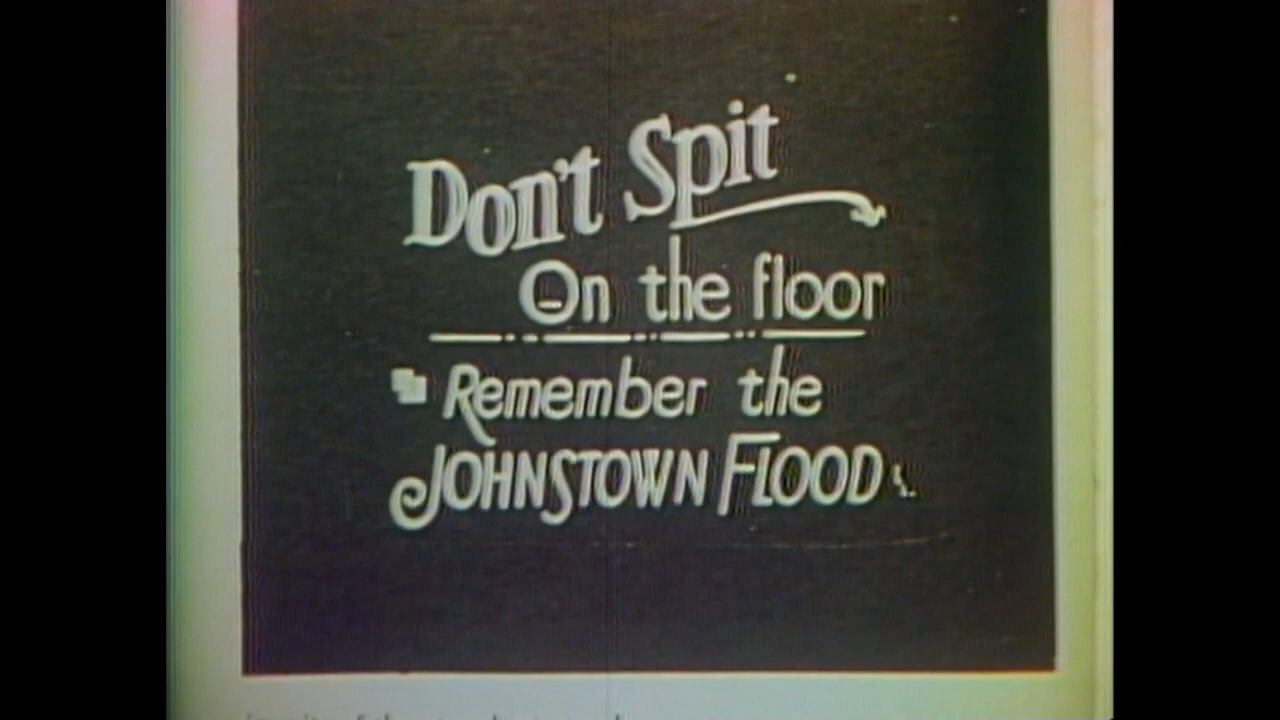 Don't Spit
On the floor
Remember the
JOHNSTOWN FLOOD